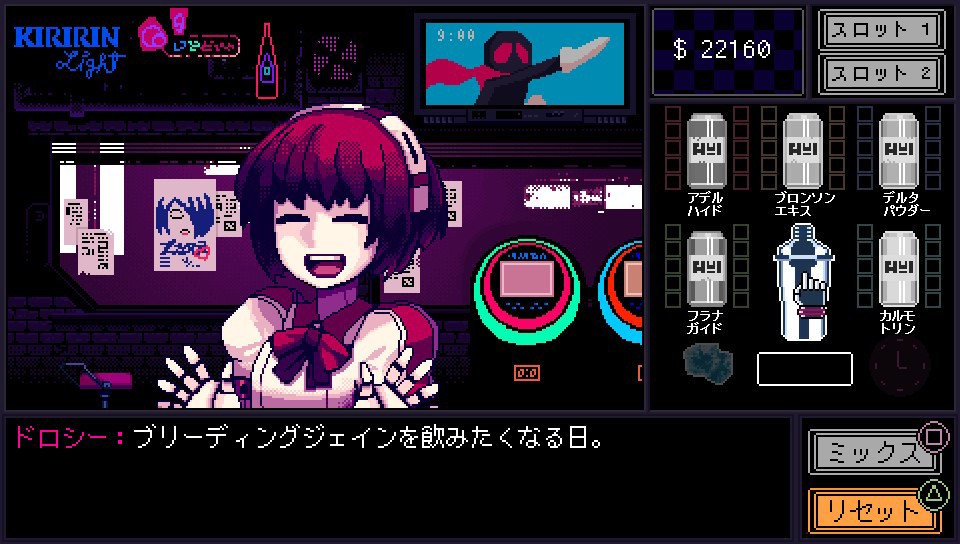 KIRIRIN
Light
9:00
$ 22160
スロット 1
スロット 2
アデル
ハイド
ブロンソン
エキス
デルタ
パウダー
フラナ
ガイド
カルモ
トリン
ドロシー：ブリーディングジェインを飲みたくなる日。
ミックス
リセット